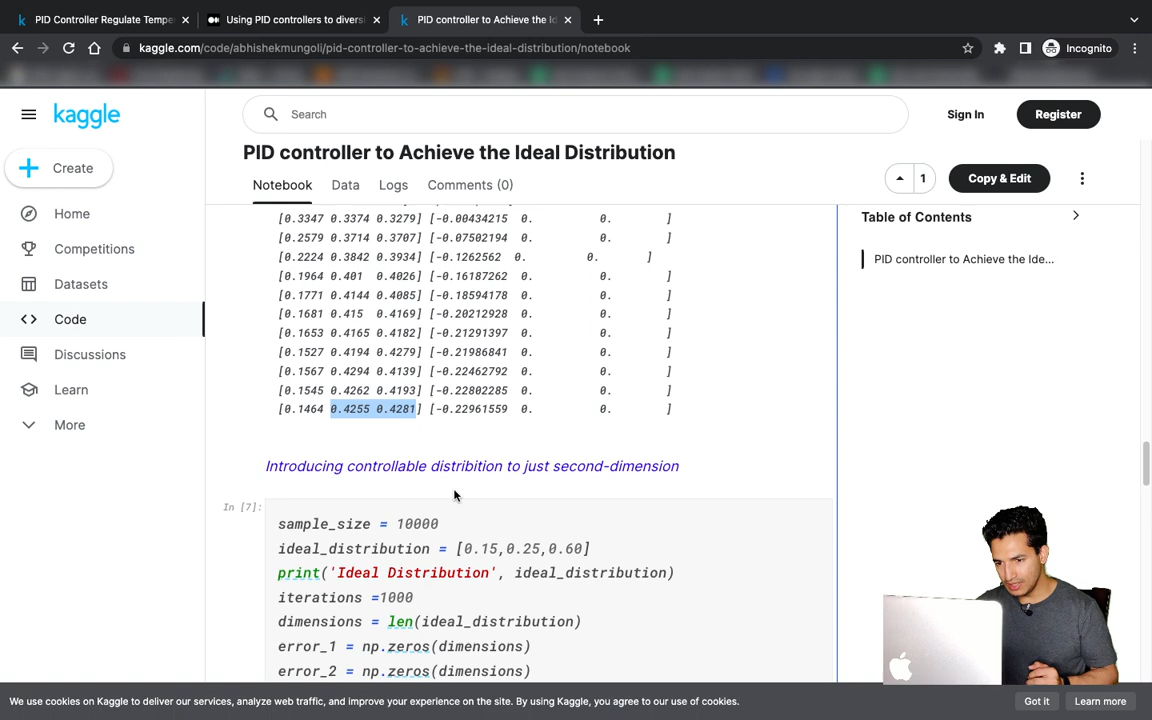 PID Controller Regulate Tempe
Using PID controllers to diversi
PID controller to Achieve the Id
kaggle.com/code/abhishekmungoli/pid-controller-to-achieve-the-ideal-distribution/notebook
Incognito
kaggle
Search
Sign In
Register
Create
PID controller to Achieve the Ideal Distribution
Notebook
Data
Logs
Comments (0)
1
Copy & Edit
Home
Competitions
Datasets
Code
Discussions
Learn
More
[0.3347 0.3374 0.3279] [-0.00434215 0. 0. ]
[0.2579 0.3714 0.3707] [-0.07502194 0. 0. ]
[0.2224 0.3842 0.3934] [-0.1262562 0. 0. ]
[0.1964 0.401 0.4026] [-0.16187262 0. 0. ]
[0.1771 0.4144 0.4085] [-0.18594178 0. 0. ]
[0.1681 0.415 0.4169] [-0.20212928 0. 0. ]
[0.1653 0.4165 0.4182] [-0.21291397 0. 0. ]
[0.1527 0.4194 0.4279] [-0.21986841 0. 0. ]
[0.1567 0.4294 0.4139] [-0.22462792 0. 0. ]
[0.1545 0.4262 0.4193] [-0.22802285 0. 0. ]
[0.1464 0.4255 0.4281] [-0.22961559 0. 0. ]
Introducing controllable distribition to just second-dimension
In [7]:
sample_size = 10000
ideal_distribution = [0.15,0.25,0.60]
print('Ideal Distribution', ideal_distribution)
iterations =1000
dimensions = len(ideal_distribution)
error_1 = np.zeros(dimensions)
error_2 = np.zeros(dimensions)
Table of Contents
PID controller to Achieve the Ide...
We use cookies on Kaggle to deliver our services, analyze web traffic, and improve your experience on the site. By using Kaggle, you agree to our use of cookies.
Got it
Learn more